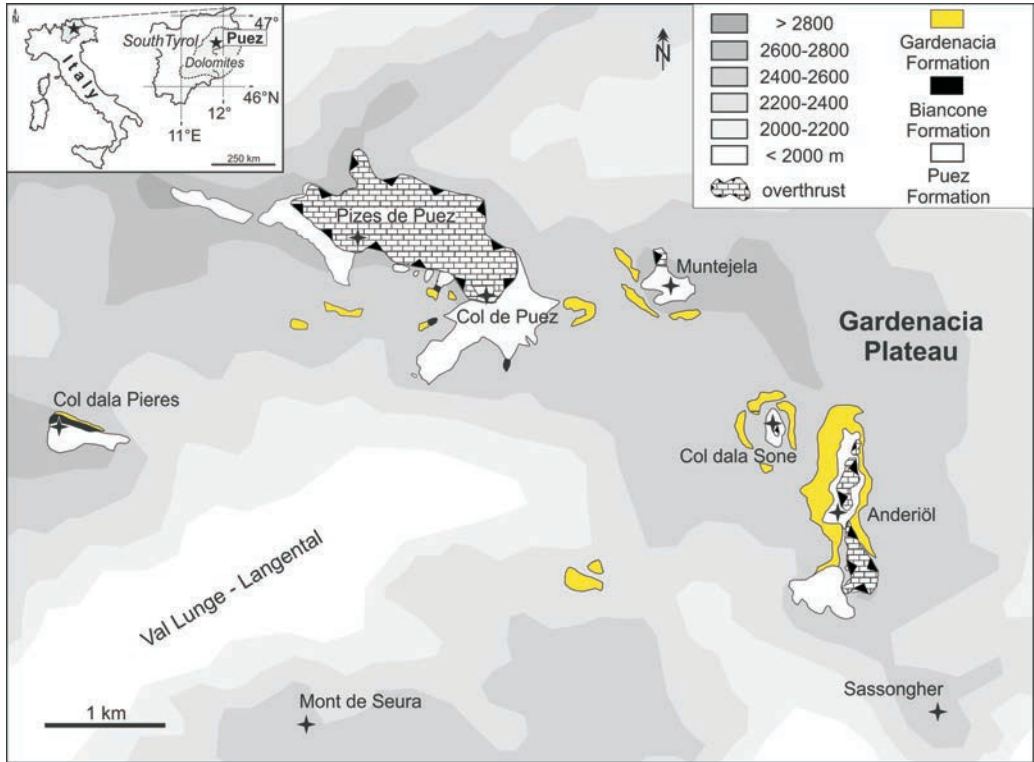 N
47°
SouthTyrol
Puez
Dolomites
Italy
46°N
11°E
12°
250 km
N
> 2800
2600-2800
2400-2600
2200-2400
2000-2200
< 2000 m
overthrust
Gardenacia
Formation
Biancone
Formation
Puez
Formation
Pizes de Puez
Muntejela
Col de Puez
Gardenacia
Plateau
Col dala Pieres
Col dala Sone
Anderiöl
Val Lunge - Langental
Mont de Seura
Sassongher
1 km